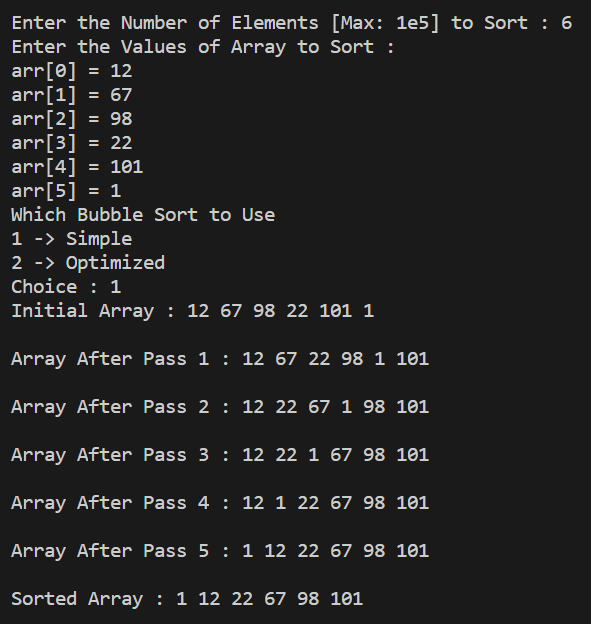 Enter the Number of Elements [Max: 1e5] to Sort : 6
Enter the Values of Array to Sort :
arr[0] = 12
arr[1] = 67
arr[2] = 98
arr[3] = 22
arr[4] = 101
arr[5] = 1
Which Bubble Sort to Use
1 -> Simple
2 -> Optimized
Choice : 1
Initial Array : 12 67 98 22 101 1
Array After Pass 1 : 12 67 22 98 1 101
Array After Pass 2 : 12 22 67 1 98 101
Array After Pass 3 : 12 22 1 67 98 101
Array After Pass 4 : 12 1 22 67 98 101
Array After Pass 5 : 1 12 22 67 98 101
Sorted Array : 1 12 22 67 98 101